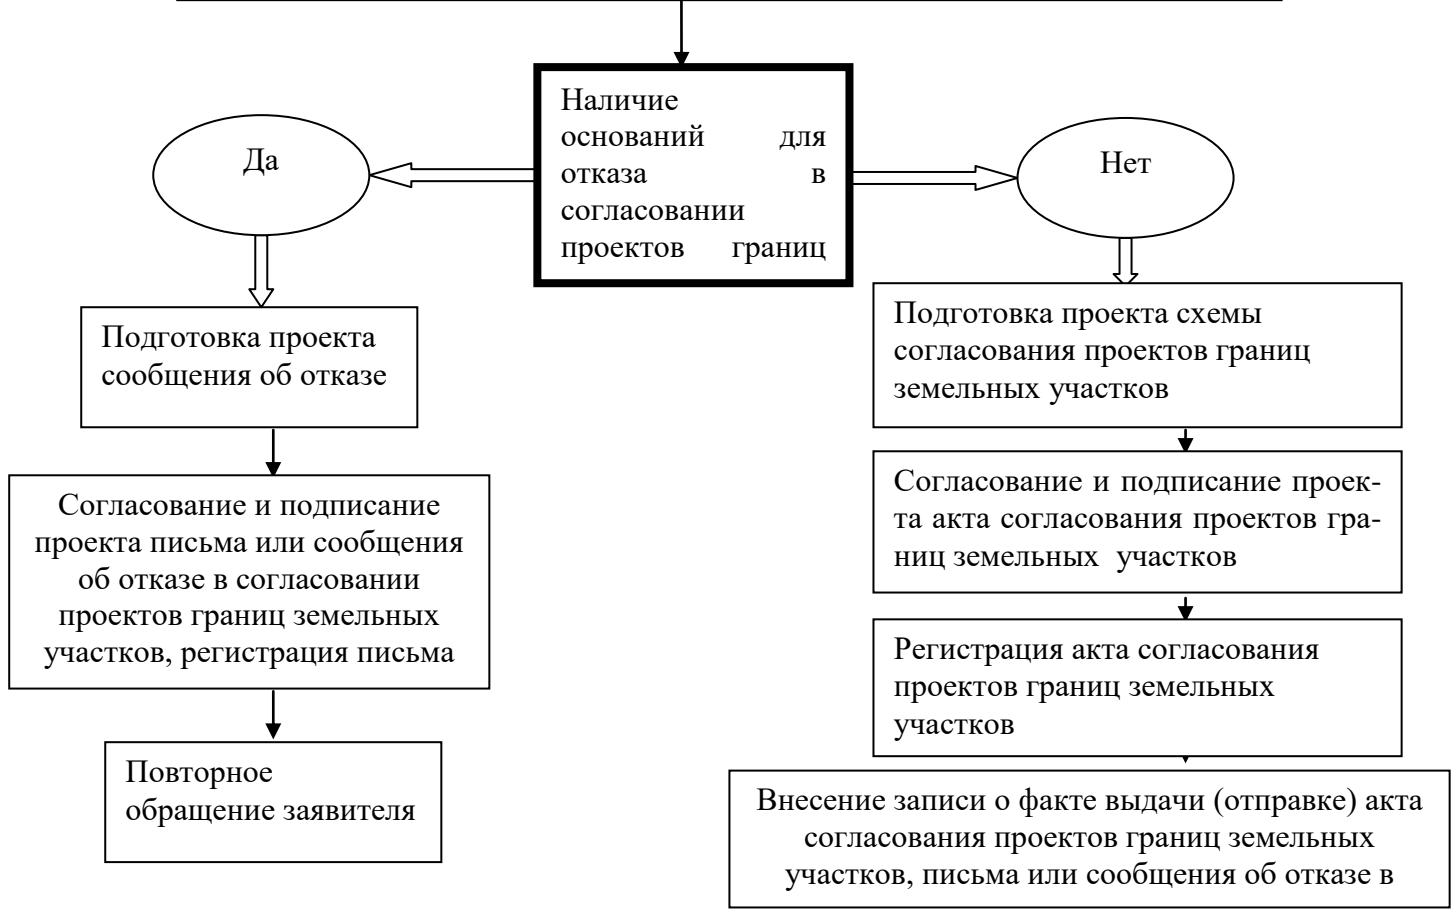 Наличие
оснований для
отказа в
согласовании
проектов границ
Да
Нет
Подготовка проекта
сообщения об отказе
Согласование и подписание
проекта письма или сообщения
об отказе в согласовании
проектов границ земельных
участков, регистрация письма
Повторное
обращение заявителя
Подготовка проекта схемы
согласования проектов границ
земельных участков
Согласование и подписание проек-
та акта согласования проектов гра-
ниц земельных участков
Регистрация акта согласования
проектов границ земельных
участков
Внесение записи о факте выдачи (отправке) акта
согласования проектов границ земельных
участков, письма или сообщения об отказе в